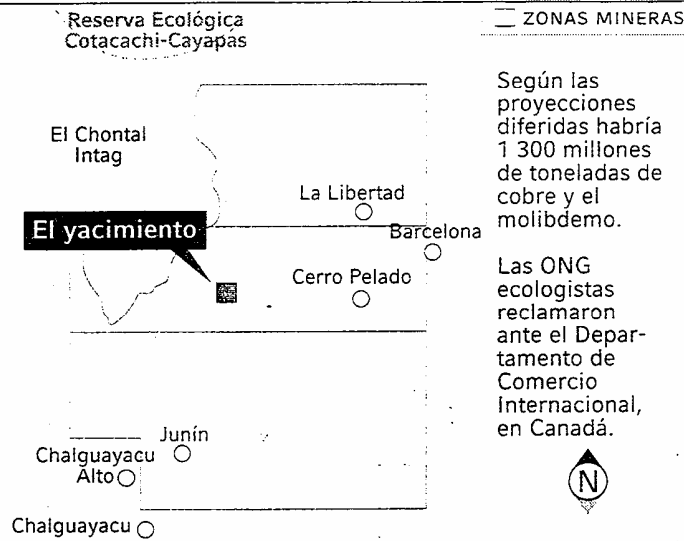 Reserva Ecológica
Cotacachi-Cayapas
ZONAS MINERAS
El Chontal
Intag
La Libertad
Barcelona
El yacimiento
Cerro Pelado
Junín
Chalguayacu
Alto
Chalguayacu
Según las
proyecciones
diferidas habría
1 300 millones
de toneladas de
cobre y el
molibdemo.
Las ONG
ecologistas
reclamaron
ante el Depar-
tamento de
Comercio
Internacional,
en Canadá.
N